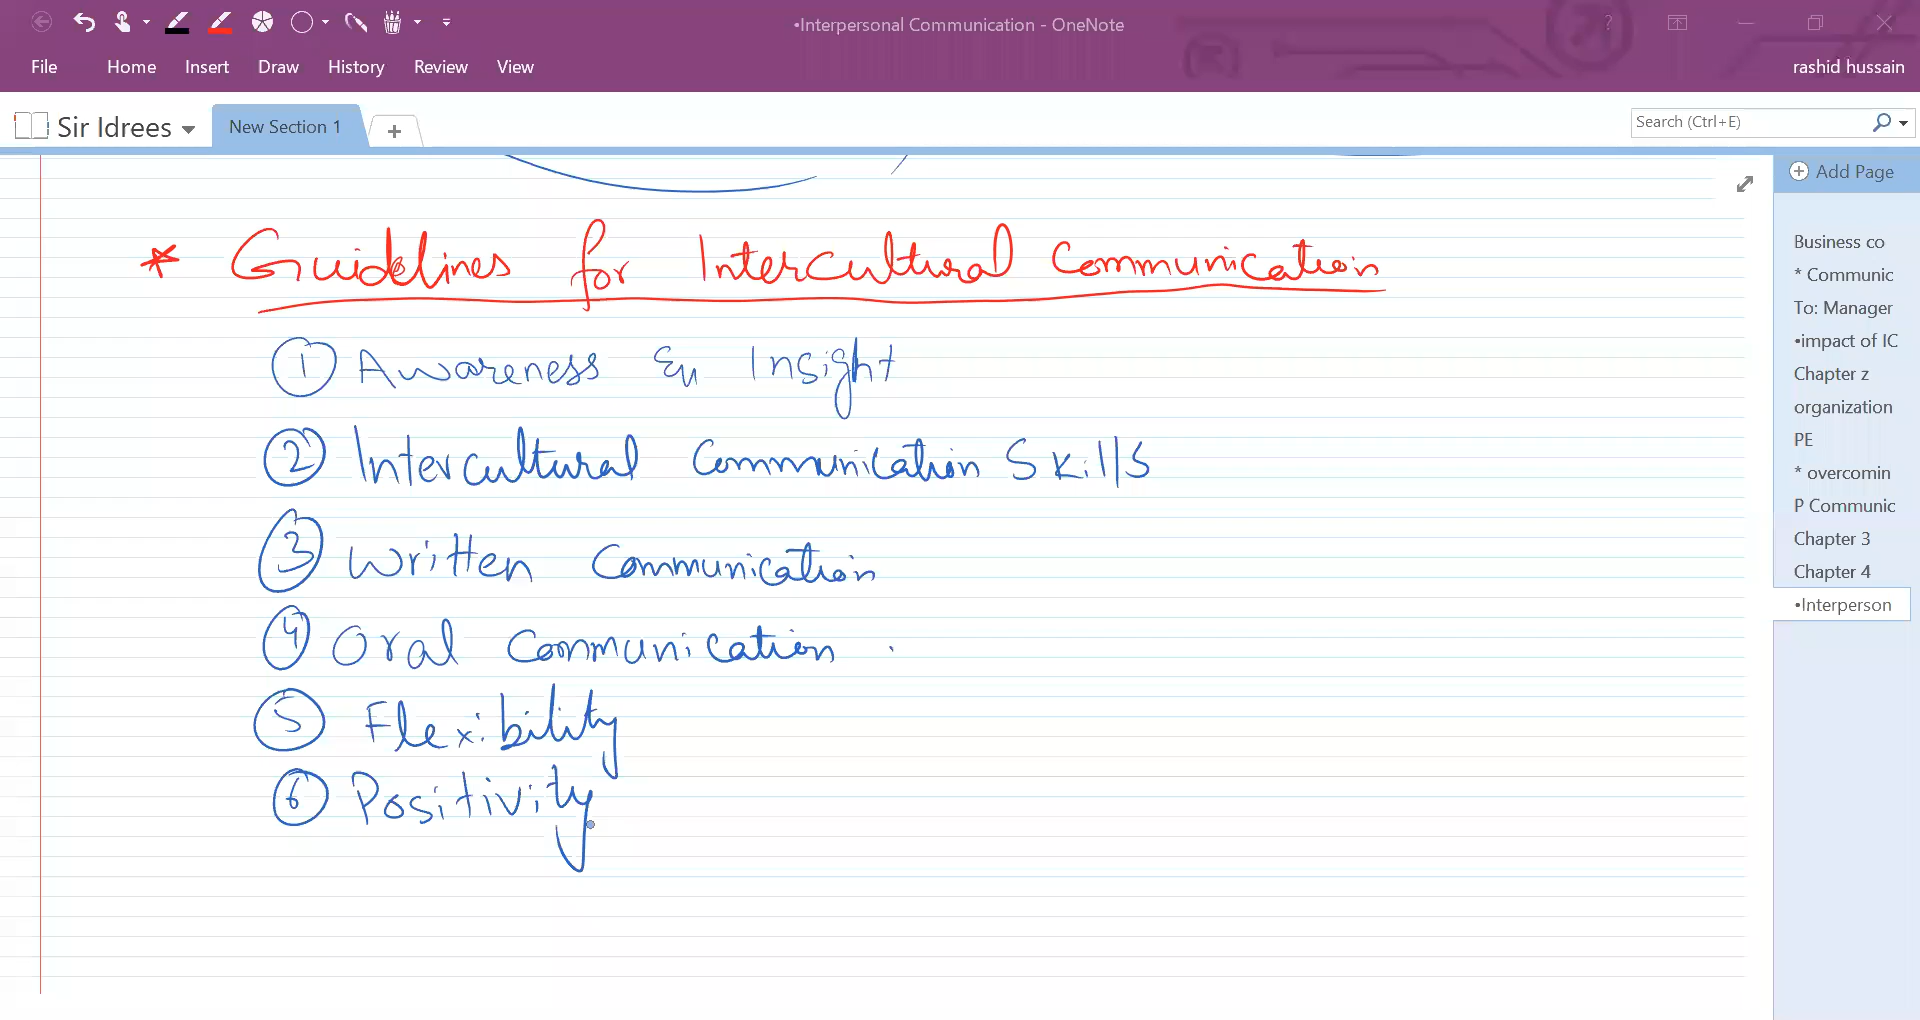 •Interpersonal Communication - OneNote
File Home Insert Draw History Review View
rashid hussain
Sir Idrees
New Section 1
Search (Ctrl+E)
Add Page
* Guidelines for Intercultural Communication
1 Awareness & Insight
2 Intercultural Communication Skills
3 Written Communication
4 Oral Communication .
5 Flexibility
6 Positivity
Business co
* Communic
To: Manager
•impact of IC
Chapter z
organization
PE
* overcomin
P Communic
Chapter 3
Chapter 4
•Interperson